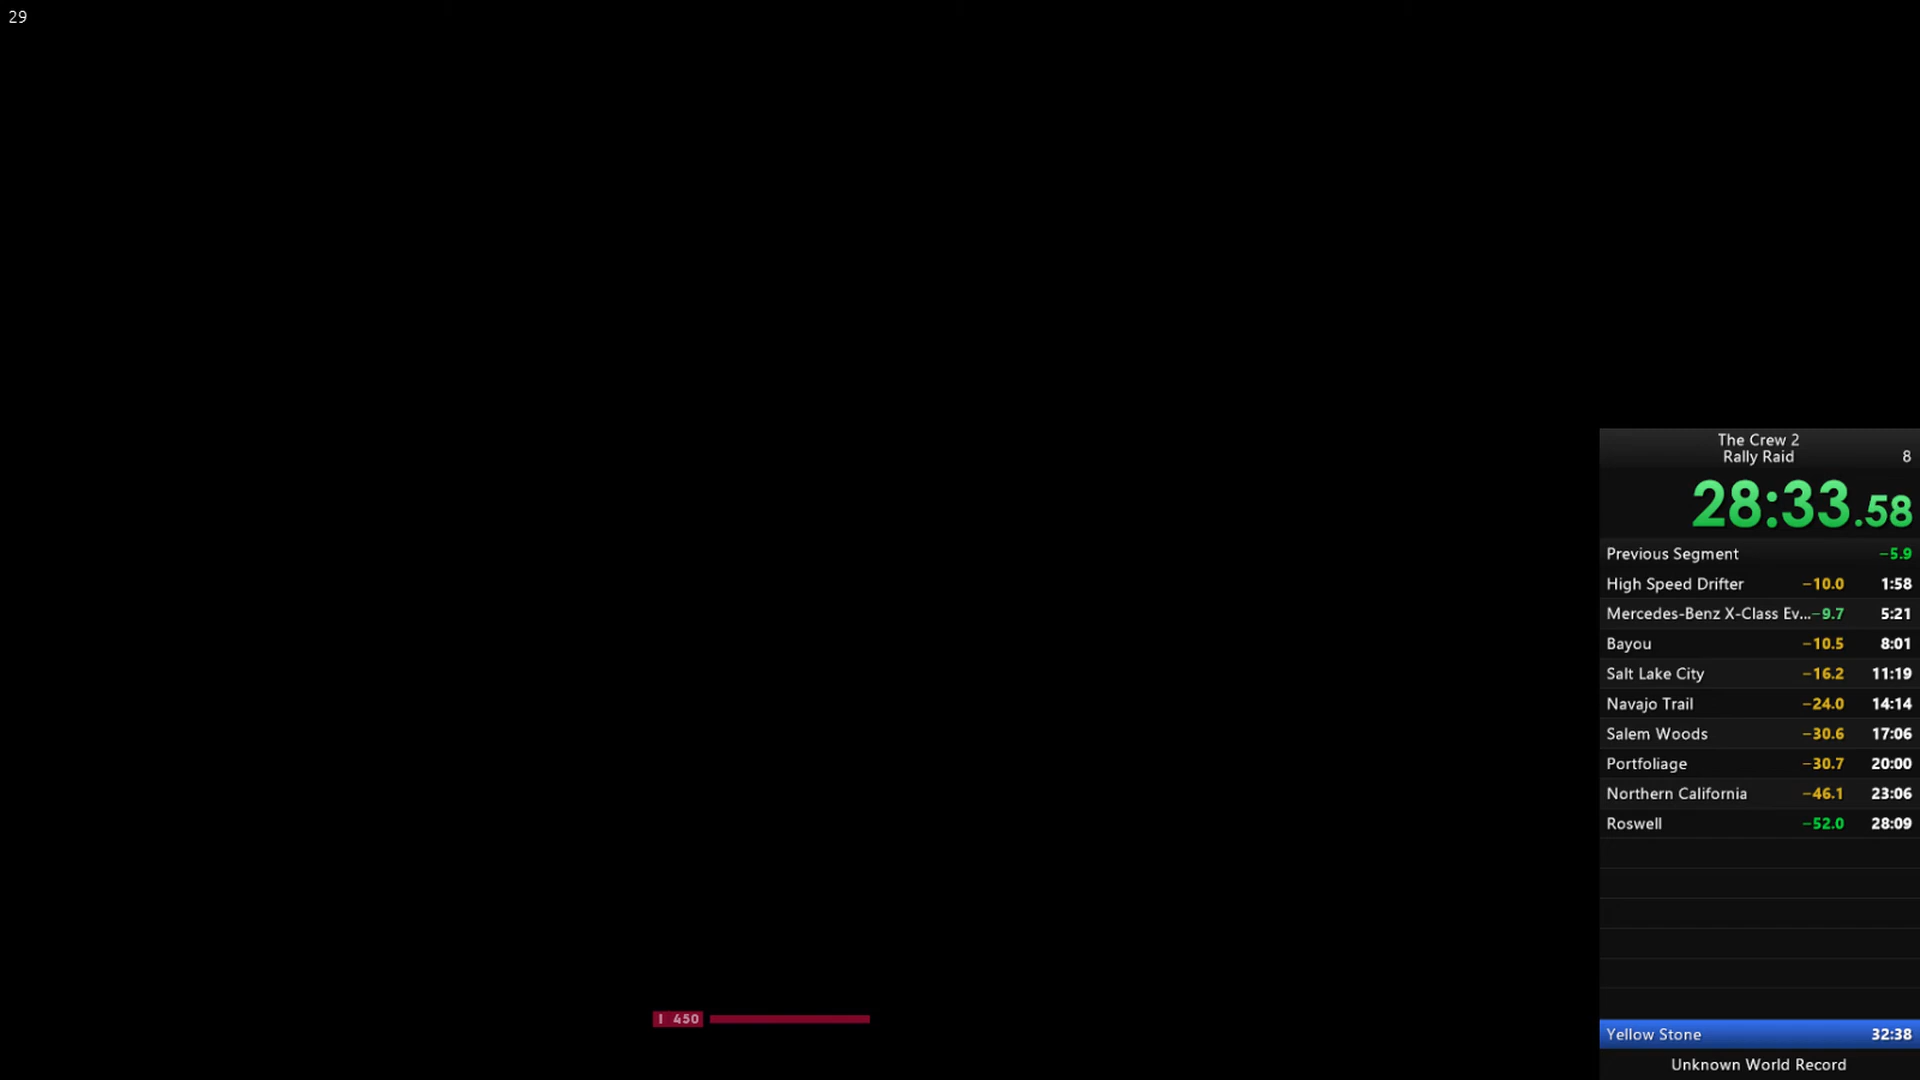 29
The Crew 2
Rally Raid 8
28:33.58
Previous Segment −5.9
High Speed Drifter −10.0 1:58
Mercedes-Benz X-Class Ev... −9.7 5:21
Bayou −10.5 8:01
Salt Lake City −16.2 11:19
Navajo Trail −24.0 14:14
Salem Woods −30.6 17:06
Portfoliage −30.7 20:00
Northern California −46.1 23:06
Roswell −52.0 28:09
I 450
Yellow Stone 32:38
Unknown World Record